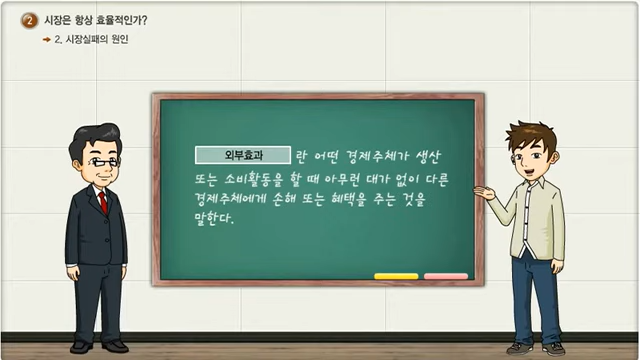 2 시장은 항상 효율적인가?
➔ 2. 시장실패의 원인
외부효과 란 어떤 경제주체가 생산
또는 소비활동을 할 때 아무런 대가 없이 다른
경제주체에게 손해 또는 혜택을 주는 것을
말한다.